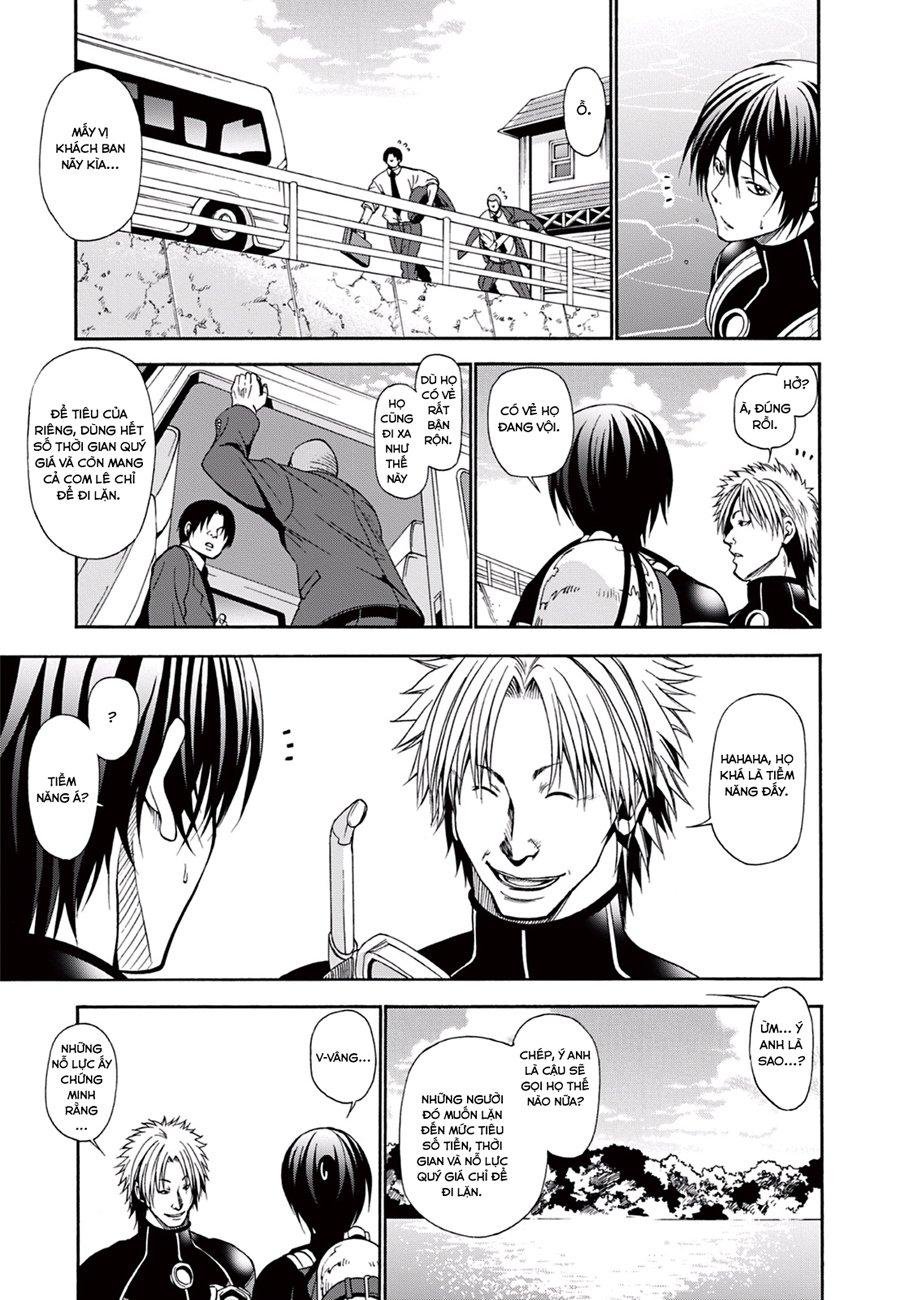 Ồ.
MẤY VỊ
KHÁCH BAN
NÃY KÌA...
HỞ?
À, ĐÚNG
RỒI.
CÓ VẺ HỌ
ĐANG VỘI.
DÙ HỌ
CÓ VẺ
RẤT
BẬN
RỘN.
HỌ
CŨNG
ĐI XA
NHƯ
THẾ
NÀY
ĐỂ TIÊU CỦA
RIÊNG, DÙNG HẾT
SỐ THỜI GIAN QUÝ
GIÁ VÀ CÒN MANG
CẢ COM LÊ CHỈ
ĐỂ ĐI LẶN.
HAHAHA, HỌ
KHÁ LÀ TIỀM
NĂNG ĐẤY.
?
TIỀM
NĂNG Á?
ỪM... Ý
ANH LÀ
SAO...?
CHÉP, Ý ANH
LÀ CẬU SẼ
GỌI HỌ THẾ
NÀO NỮA?
NHỮNG NGƯỜI
ĐÓ MUỐN LẶN
ĐẾN MỨC TIÊU
SỐ TIỀN, THỜI
GIAN VÀ NỖ LỰC
QUÝ GIÁ CHỈ ĐỂ
ĐI LẶN.
V-VÂNG...
NHỮNG
NỖ LỰC ẤY
CHỨNG
MINH
RẰNG
...